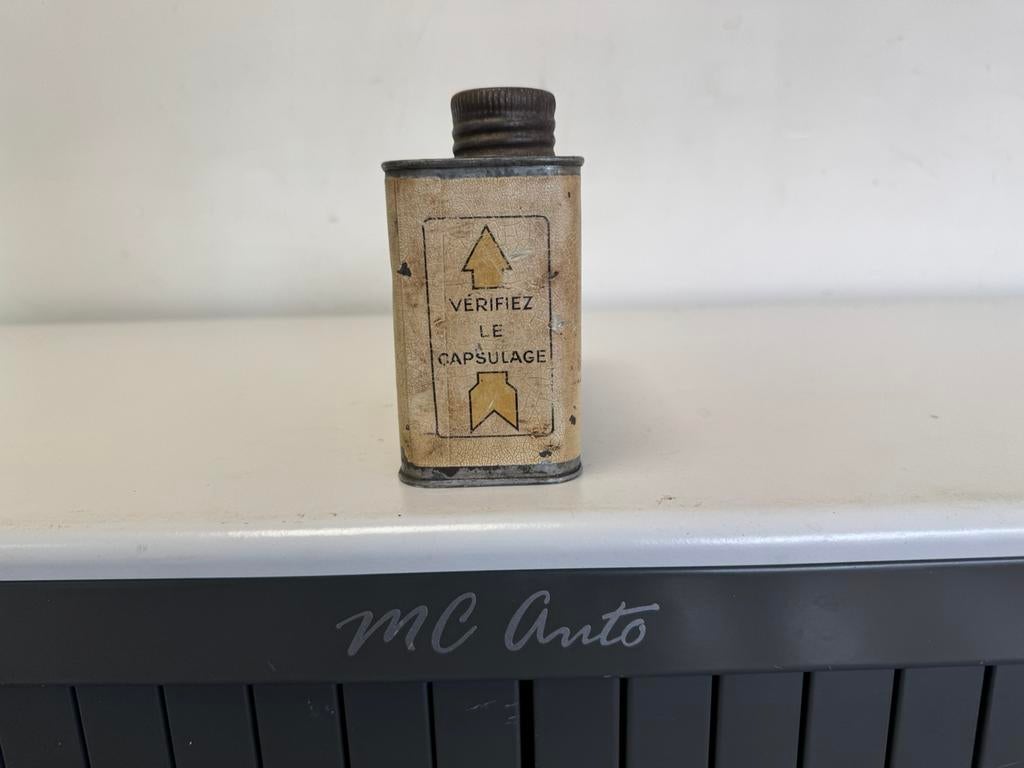 VÉRIFIEZ
LE
CAPSULAGE
MC Auto